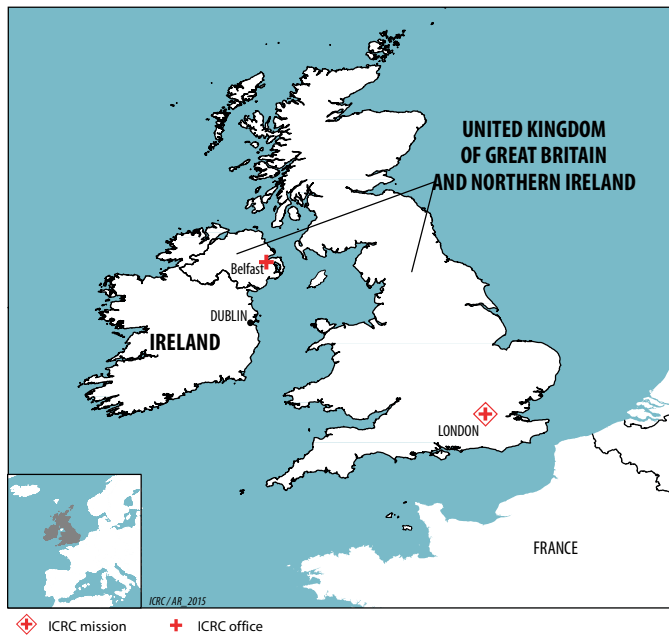 UNITED KINGDOM
OF GREAT BRITAIN
AND NORTHERN IRELAND
Belfast
DUBLIN
IRELAND
LONDON
FRANCE
ICRC / AR_2015
ICRC mission
ICRC office